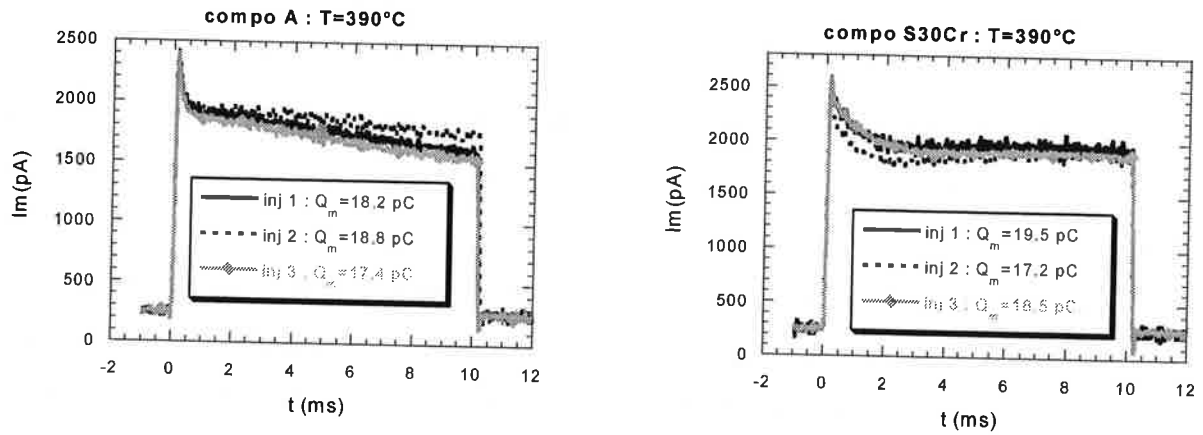 compo A : T=390°C
Im(pA)
2500
2000
1500
1000
500
0
inj 1 : Qm=18.2 pC
inj 2 : Qm=18.8 pC
inj 3 : Qm=17.4 pC
-2 0 2 4 6 8 10 12
t (ms)
compo S30Cr : T=390°C
Im(pA)
2500
2000
1500
1000
500
0
inj 1 : Qm=19.5 pC
inj 2 : Qm=17.2 pC
inj 3 : Qm=18.5 pC
-2 0 2 4 6 8 10 12
t (ms)